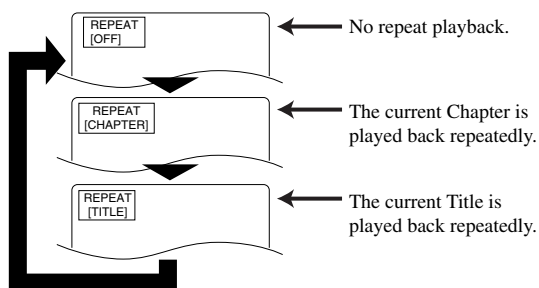 REPEAT
[OFF]
No repeat playback.
REPEAT
[CHAPTER]
The current Chapter is
played back repeatedly.
REPEAT
[TITLE]
The current Title is
played back repeatedly.